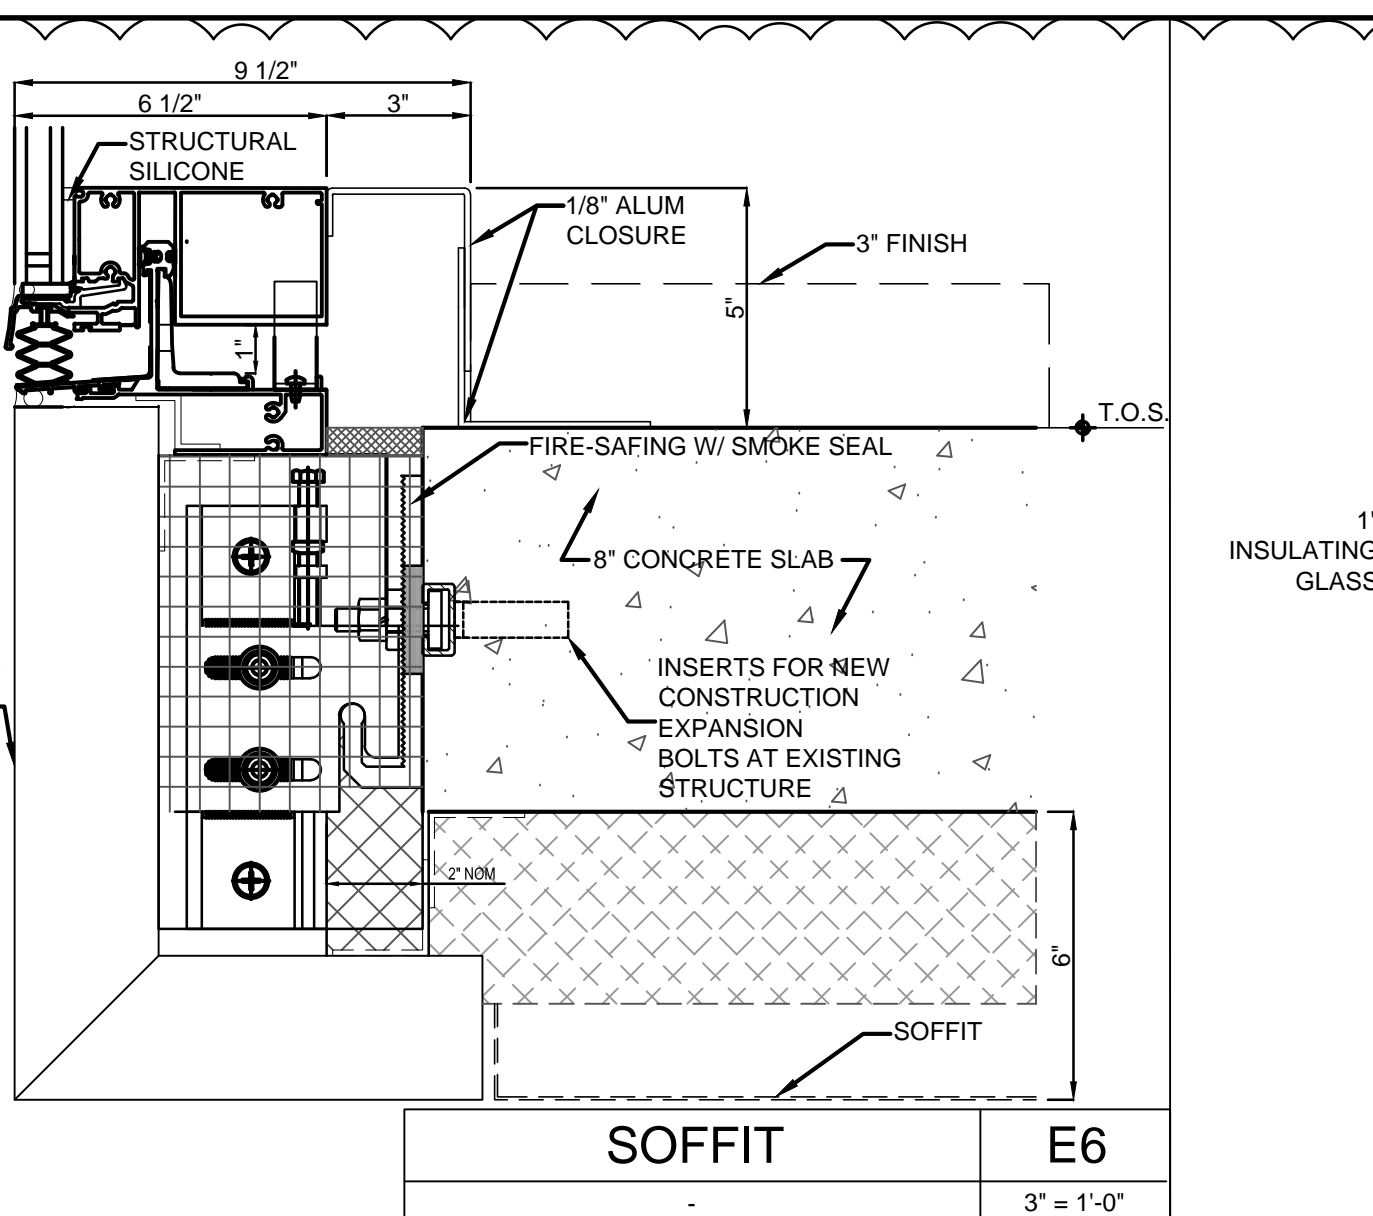 9 1/2"
6 1/2"
3"
STRUCTURAL
SILICONE
1/8" ALUM
CLOSURE
3" FINISH
5"
1"
T.O.S.
FIRE-SAFING W/ SMOKE SEAL
8" CONCRETE SLAB
1"
INSULATING
GLASS
INSERTS FOR NEW
CONSTRUCTION
EXPANSION
BOLTS AT EXISTING
STRUCTURE
2" NOM
6"
SOFFIT
SOFFIT
E6
-
3" = 1'-0"